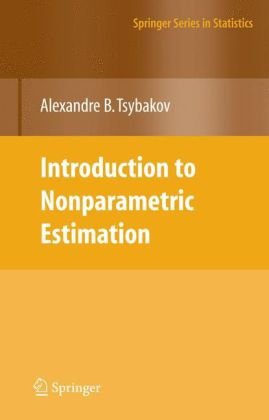 Springer Series in Statistics
Alexandre B. Tsybakov
Introduction to
Nonparametric
Estimation
Springer